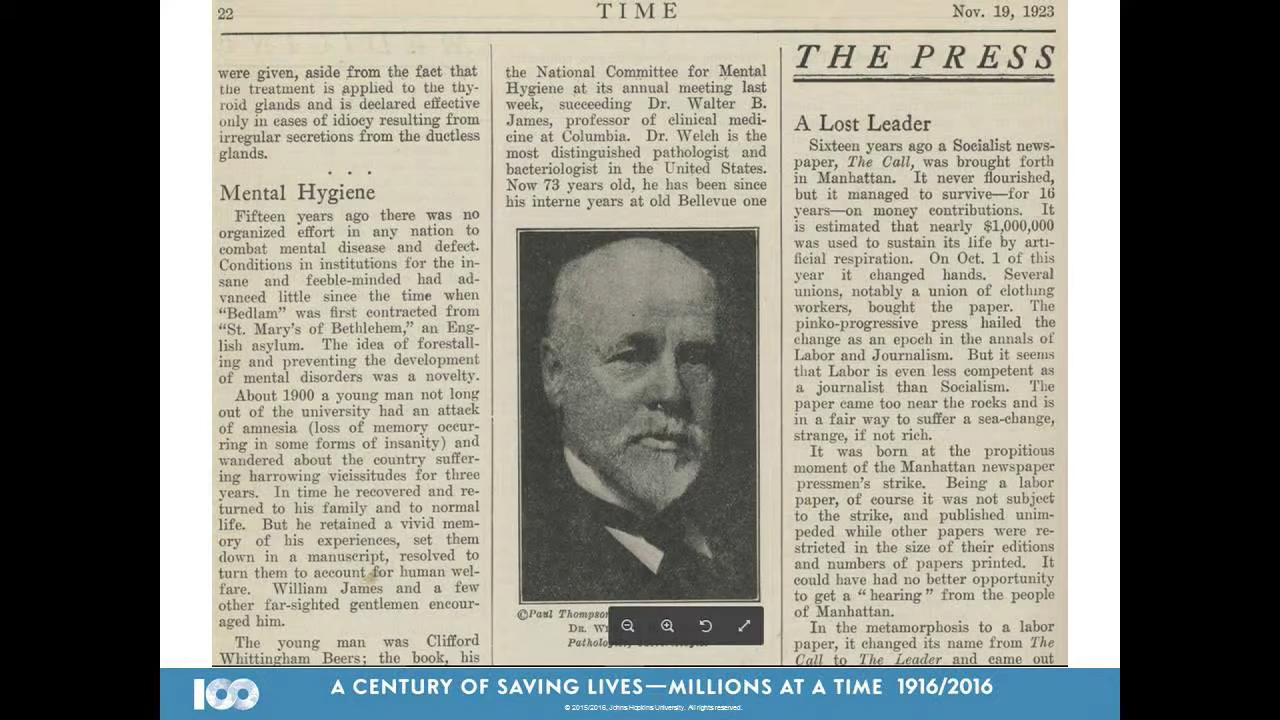 22
TIME
Nov. 19, 1923
were given, aside from the fact that
the treatment is applied to the thy-
roid glands and is declared effective
only in cases of idiocy resulting from
irregular secretions from the ductless
glands.
Mental Hygiene
Fifteen years ago there was no
organized effort in any nation to
combat mental disease and defect.
Conditions in institutions for the in-
sane and feeble-minded had ad-
vanced little since the time when
“Bedlam” was first contracted from
“St. Mary’s of Bethlehem,” an Eng-
lish asylum. The idea of forestall-
ing and preventing the development
of mental disorders was a novelty.
About 1900 a young man not long
out of the university had an attack
of amnesia (loss of memory occur-
ring in some forms of insanity) and
wandered about the country suffer-
ing harrowing vicissitudes for three
years. In time he recovered and re-
turned to his family and to normal
life. But he retained a vivid mem-
ory of his experiences, set them
down in a manuscript, resolved to
turn them to account for human wel-
fare. William James and a few
other far-sighted gentlemen encour-
aged him.
The young man was Clifford
Whittingham Beers; the book, his
the National Committee for Mental
Hygiene at its annual meeting last
week, succeeding Dr. Walter B.
James, professor of clinical medi-
cine at Columbia. Dr. Welch is the
most distinguished pathologist and
bacteriologist in the United States.
Now 73 years old, he has been since
his interne years at old Bellevue one
©Paul Thompson
DR.
THE PRESS
A Lost Leader
Sixteen years ago a Socialist news-
paper, The Call, was brought forth
in Manhattan. It never flourished,
but it managed to survive—for 16
years—on money contributions. It
is estimated that nearly $1,000,000
was used to sustain its life by arti-
ficial respiration. On Oct. 1 of this
year it changed hands. Several
unions, notably a union of clothing
workers, bought the paper. The
pinko-progressive press hailed the
change as an epoch in the annals of
Labor and Journalism. But it seems
that Labor is even less competent as
a journalist than Socialism. The
paper came too near the rocks and is
in a fair way to suffer a sea-change,
strange, if not rich.
It was born at the propitious
moment of the Manhattan newspaper
pressmen’s strike. Being a labor
paper, of course it was not subject
to the strike, and published unim-
peded while other papers were re-
stricted in the size of their editions
and numbers of papers printed. It
could have had no better opportunity
to get a “hearing” from the people
of Manhattan.
In the metamorphosis to a labor
paper, it changed its name from The
Call to The Leader and came out
100
A CENTURY OF SAVING LIVES—MILLIONS AT A TIME 1916/2016
© 2015/2016, Johns Hopkins University. All rights reserved.